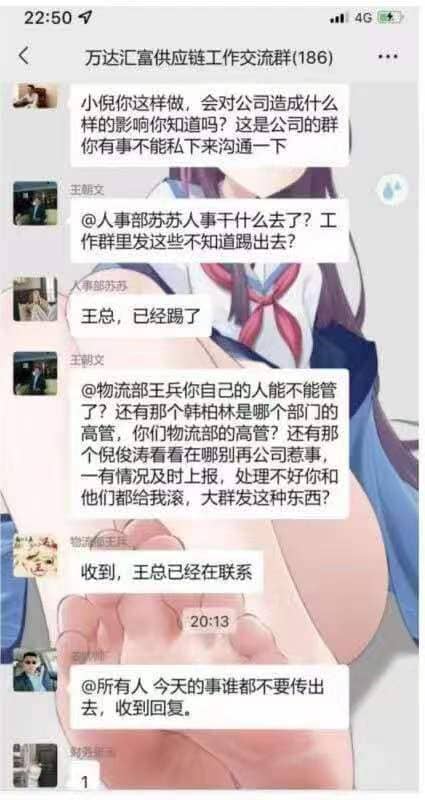 22:50
4G
万达汇富供应链工作交流群(186)
小倪你这样做，会对公司造成什么
样的影响你知道吗？这是公司的群
你有事不能私下来沟通一下
王朝文
@人事部苏苏人事干什么去了？工
作群里发这些不知道踢出去？
人事部苏苏
王总，已经踢了
王朝文
@物流部王兵你自己的人能不能管
了？还有那个韩柏林是哪个部门的
高管，你们物流部的高管？还有那
个倪俊涛看看在哪别再公司惹事，
一有情况及时上报，处理不好你和
他们都给我滚，大群发这种东西？
物流部王兵
收到，王总已经在联系
20:13
@所有人 今天的事谁都不要传出
去，收到回复。
财务部
1